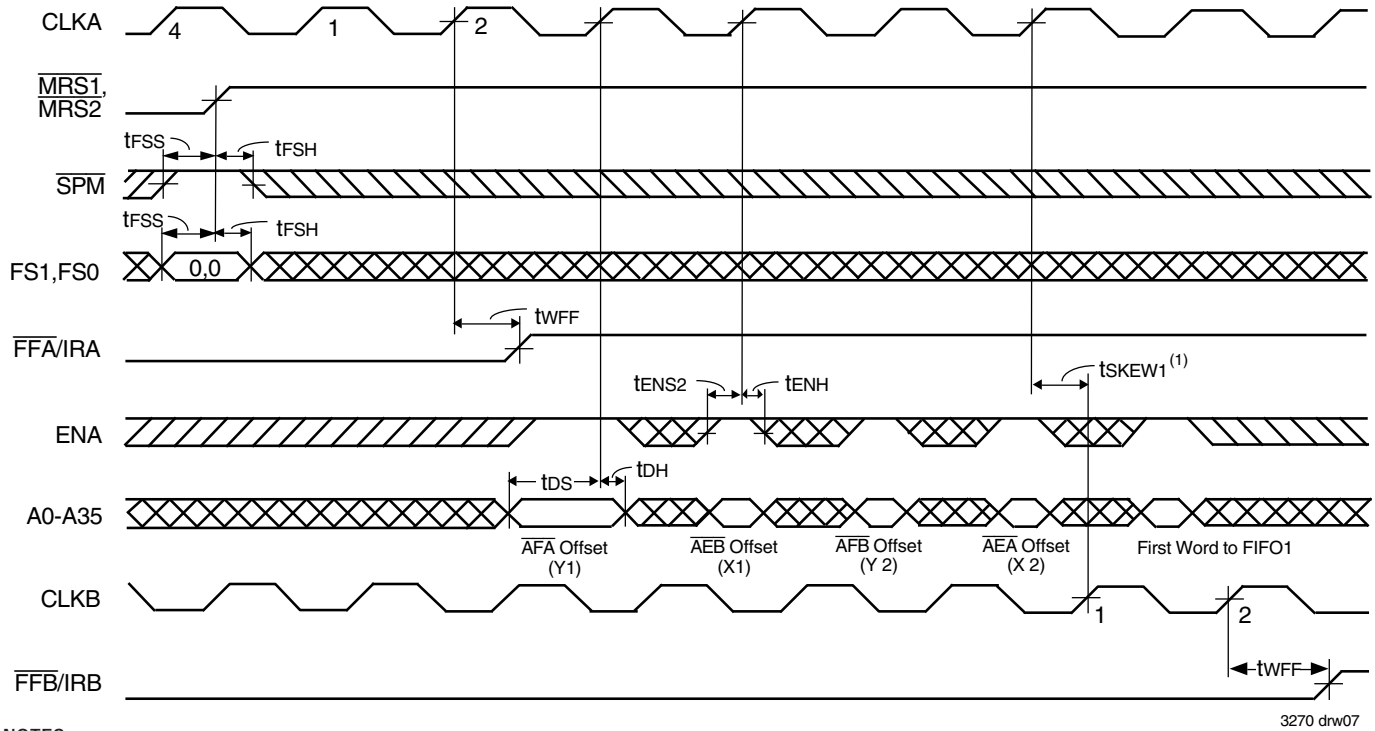 CLKA 4 1 2
MRS1,
MRS2
tFSS tFSH
SPM
tFSS tFSH
FS1,FS0 0,0
tWFF
FFA/IRA
tENS2 tENH tSKEW1(1)
ENA
tDS tDH
A0-A35
AFA Offset AEB Offset AFB Offset AEA Offset First Word to FIFO1
(Y1) (X1) (Y 2) (X 2)
CLKB 1 2
tWFF
FFB/IRB
3270 drw07